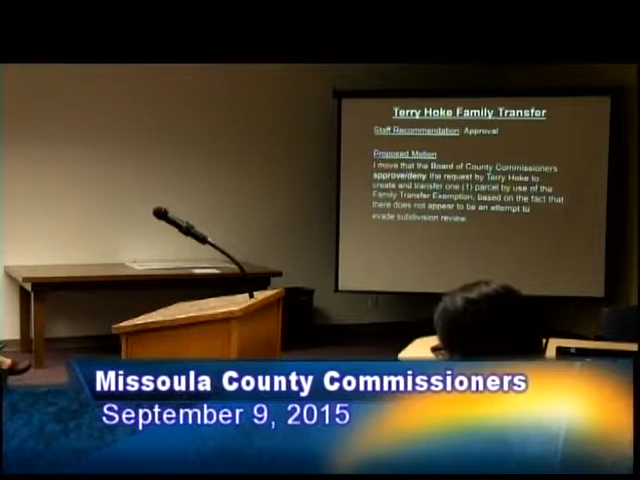 Terry Hoke Family Transfer
Staff Recommendation: Approval
Proposed Motion
I move that the Board of County Commissioners
approve/deny the request by Terry Hoke to
create and transfer one (1) parcel by use of the
Family Transfer Exemption, based on the fact that
there does not appear to be an attempt to
evade subdivision review.
Missoula County Commissioners
September 9, 2015